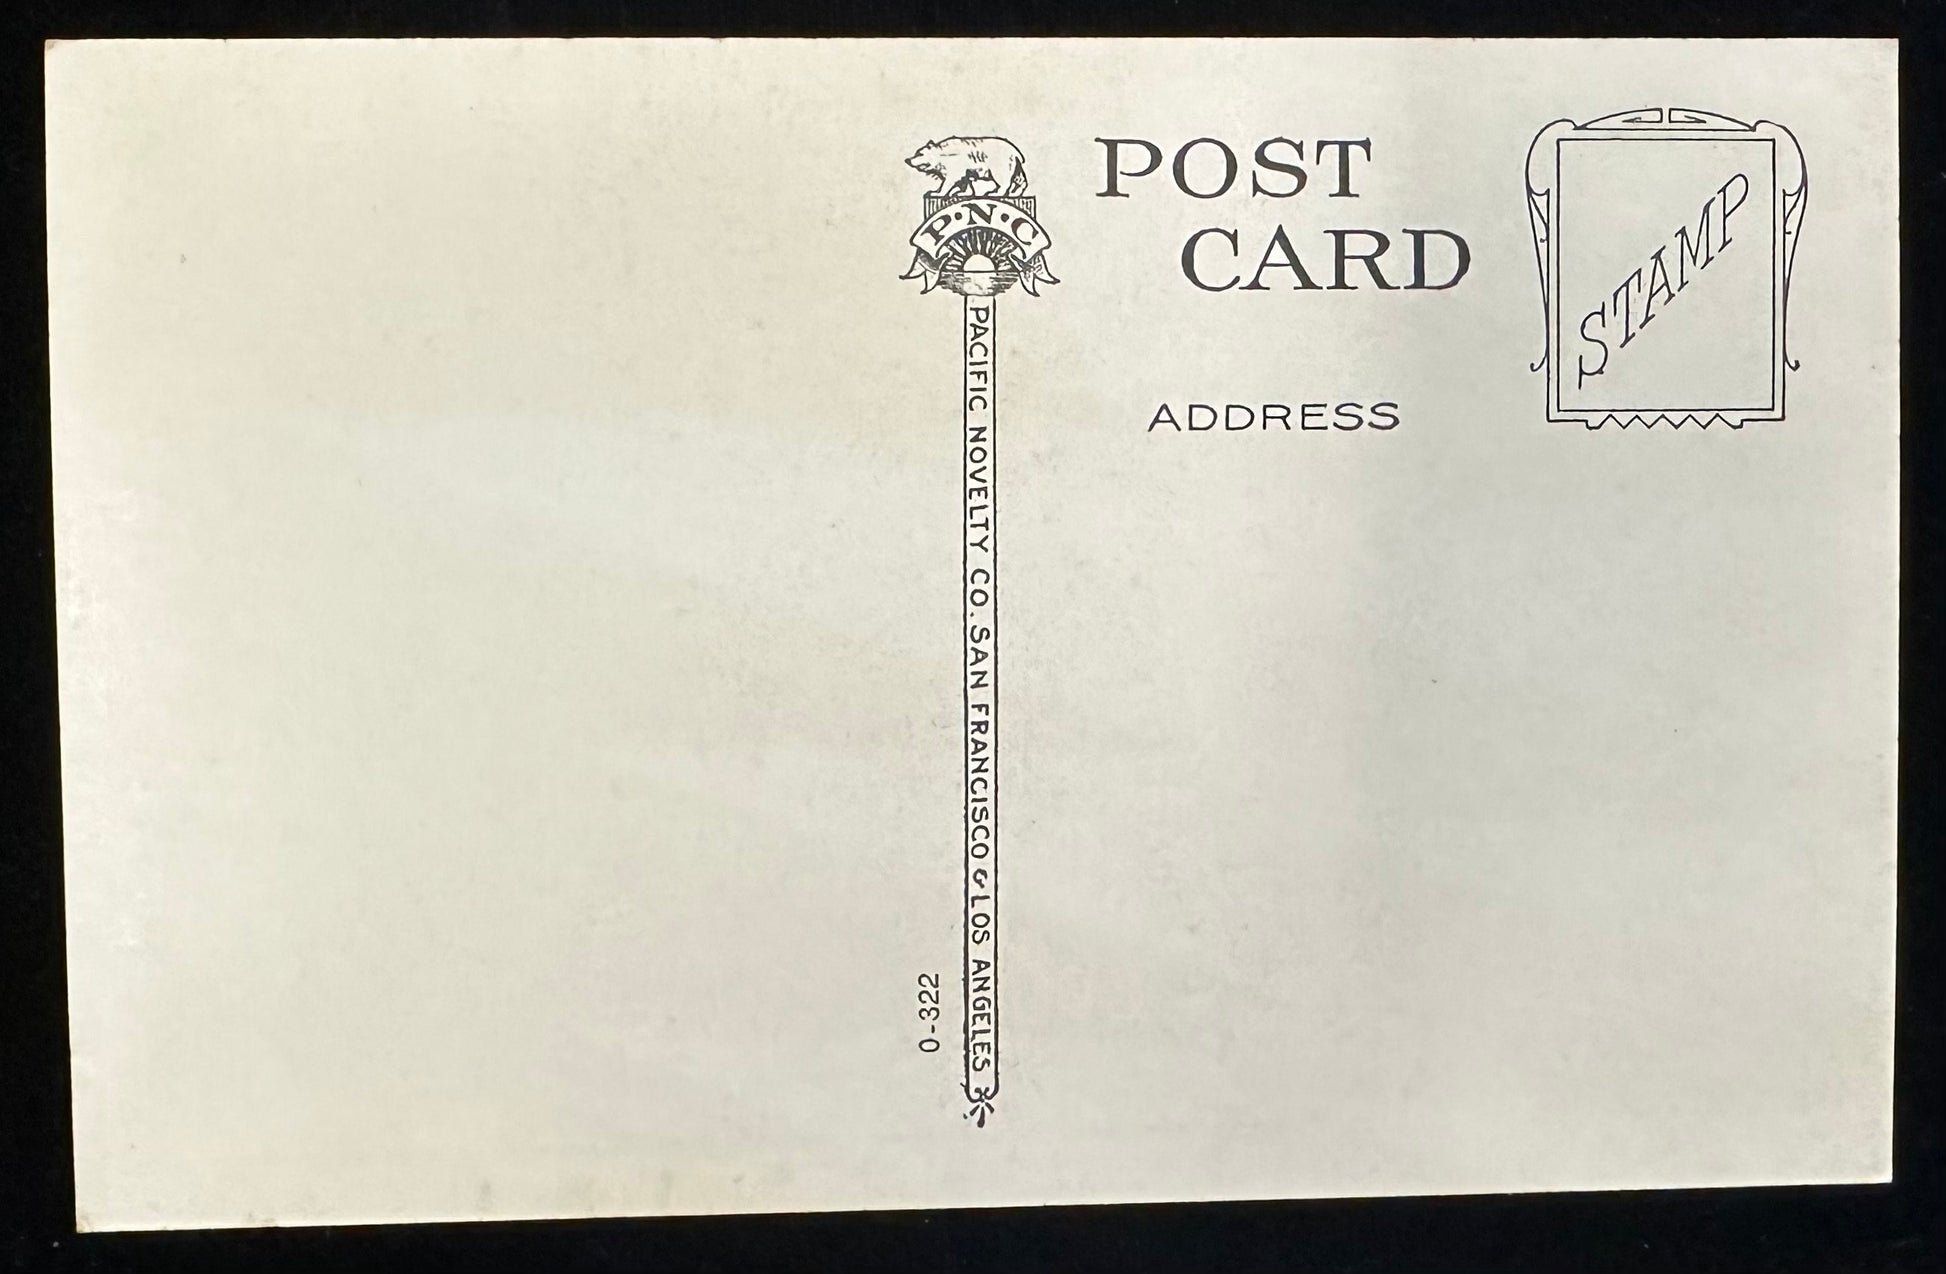 P·N·C
POST
CARD
STAMP
ADDRESS
PACIFIC NOVELTY CO. SAN FRANCISCO & LOS ANGELES
0-322